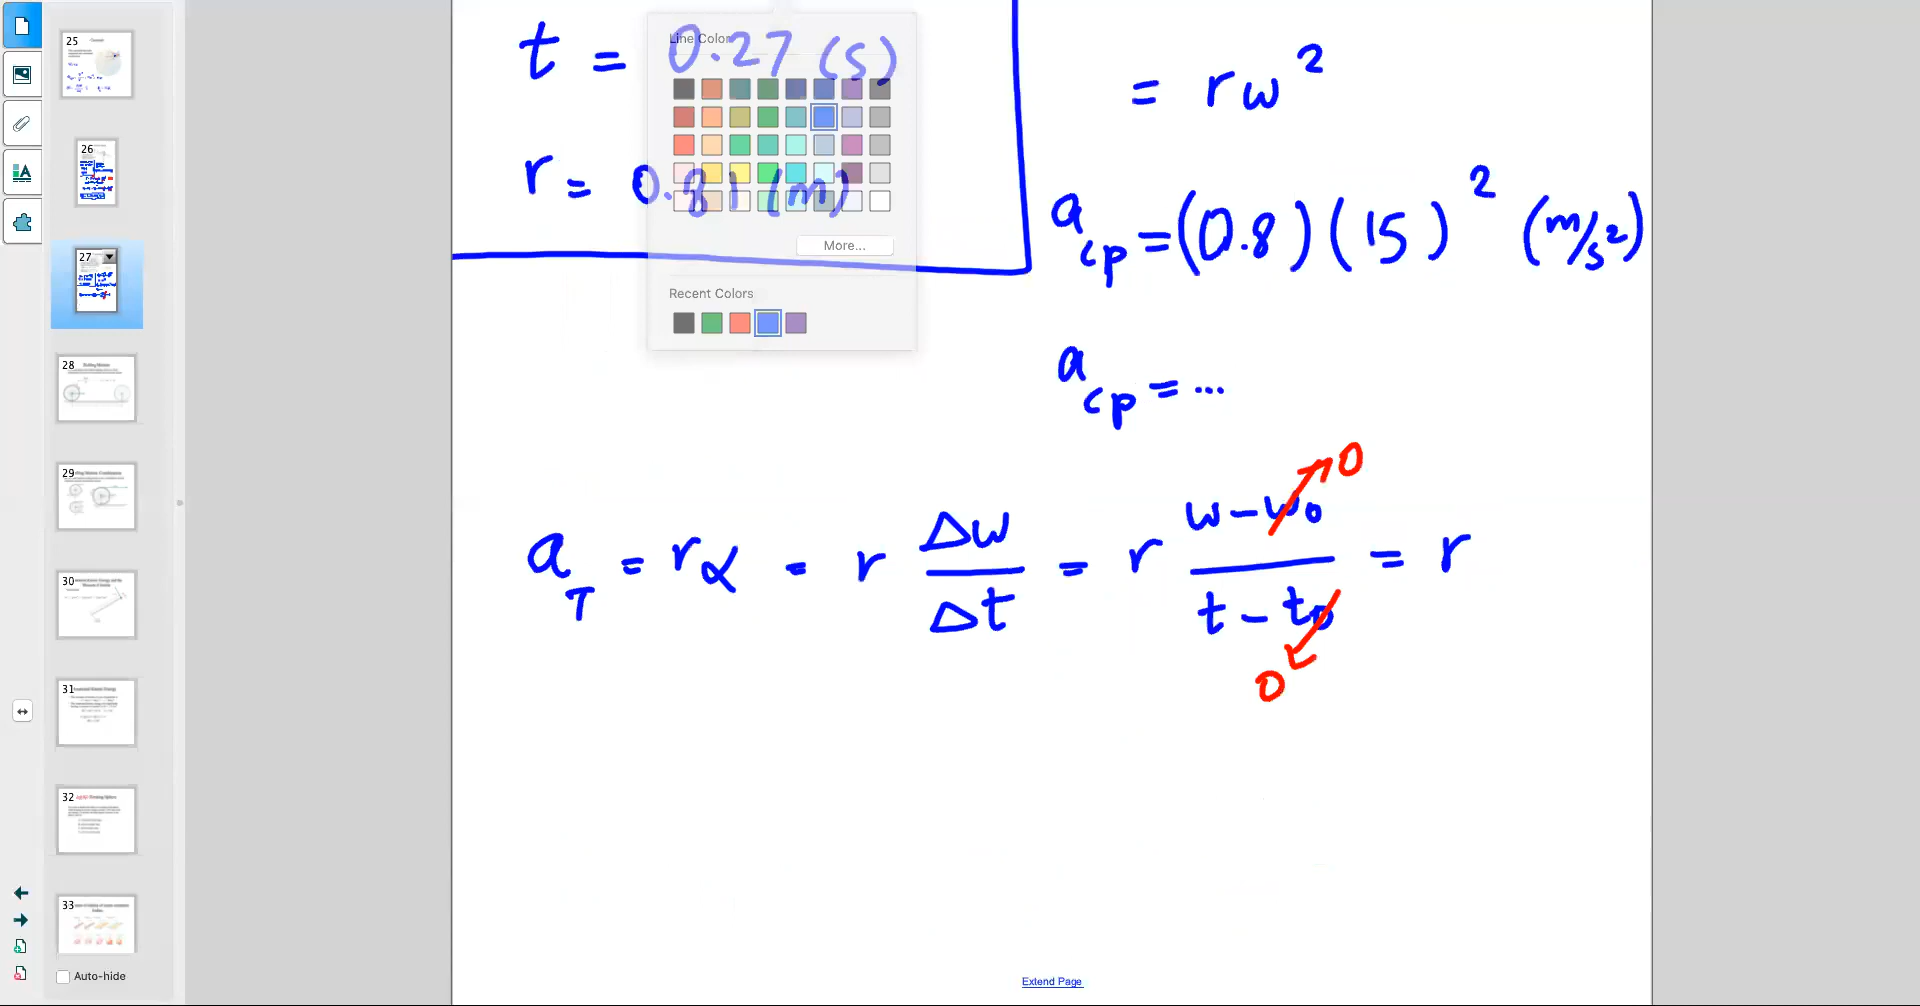 t = 0.27 (s)
r = 0.81 (m)
= rω²
a_cp = (0.8)(15)² (m/s²)
a_cp = ...
a_T = rα = r Δω/Δt = r (ω – ω₀)/(t – t₀) = r
0
0
Line Color
More...
Recent Colors
25
26
27
28
29
30
31
32
33
Auto-hide
Extend Page